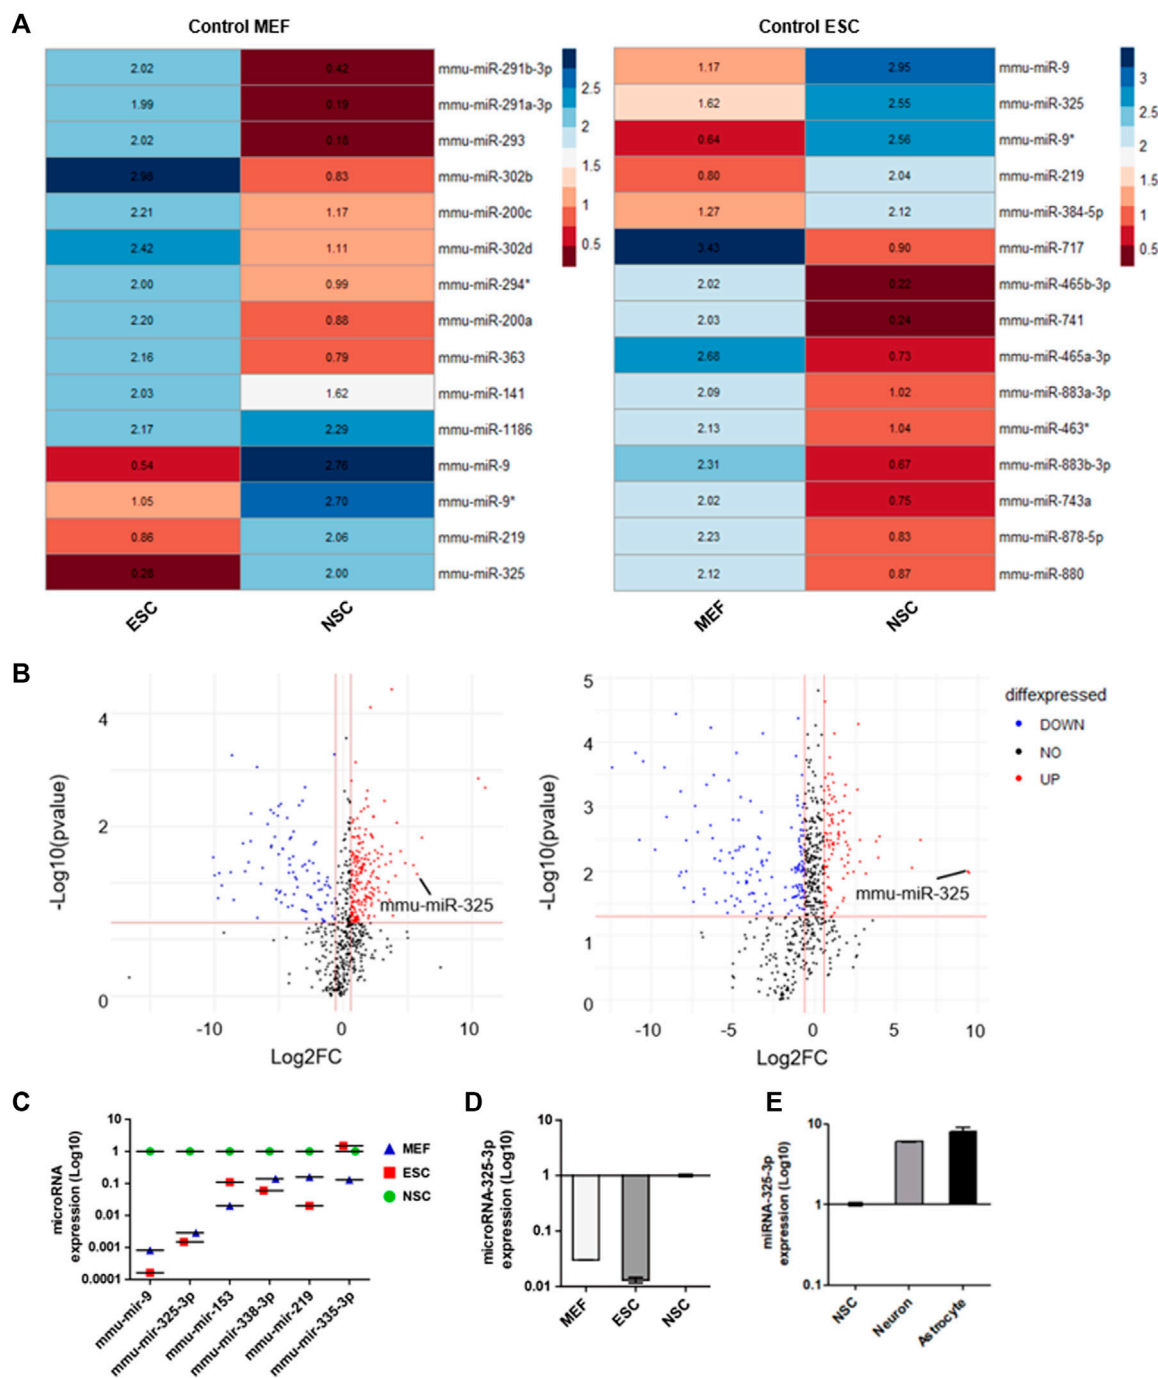 A
Control MEF
Control ESC
2.02 0.42 mmu-miR-291b-3p
1.99 0.19 mmu-miR-291a-3p
2.02 0.18 mmu-miR-293
2.98 0.83 mmu-miR-302b
2.21 1.17 mmu-miR-200c
2.42 1.11 mmu-miR-302d
2.00 0.99 mmu-miR-294*
2.20 0.88 mmu-miR-200a
2.16 0.79 mmu-miR-363
2.03 1.62 mmu-miR-141
2.17 2.29 mmu-miR-1186
0.54 2.76 mmu-miR-9
1.05 2.70 mmu-miR-9*
0.86 2.06 mmu-miR-219
0.28 2.00 mmu-miR-325
ESC NSC
2.5
2
1.5
1
0.5
1.17 2.95 mmu-miR-9
1.62 2.55 mmu-miR-325
0.64 2.56 mmu-miR-9*
0.80 2.04 mmu-miR-219
1.27 2.12 mmu-miR-384-5p
3.43 0.90 mmu-miR-717
2.02 0.22 mmu-miR-465b-3p
2.03 0.24 mmu-miR-741
2.68 0.73 mmu-miR-465a-3p
2.09 1.02 mmu-miR-883a-3p
2.13 1.04 mmu-miR-463*
2.31 0.67 mmu-miR-883b-3p
2.02 0.75 mmu-miR-743a
2.23 0.83 mmu-miR-878-5p
2.12 0.87 mmu-miR-880
MEF NSC
3
2.5
2
1.5
1
0.5
B
-Log10(pvalue)
4
2
0
mmu-miR-325
-10 0 10
Log2FC
-Log10(pvalue)
5
4
3
2
1
0
mmu-miR-325
-10 -5 0 5 10
Log2FC
diffexpressed
DOWN
NO
UP
C
microRNA
expression (Log10)
10
1
0.1
0.01
0.001
0.0001
mmu-mir-9
mmu-mir-325-3p
mmu-mir-153
mmu-mir-338-3p
mmu-mir-219
mmu-mir-335-3p
MEF
ESC
NSC
D
microRNA-325-3p
expression (Log10)
10
1
0.1
0.01
MEF
ESC
NSC
E
miRNA-325-3p
expression (Log10)
10
1
0.1
NSC
Neuron
Astrocyte